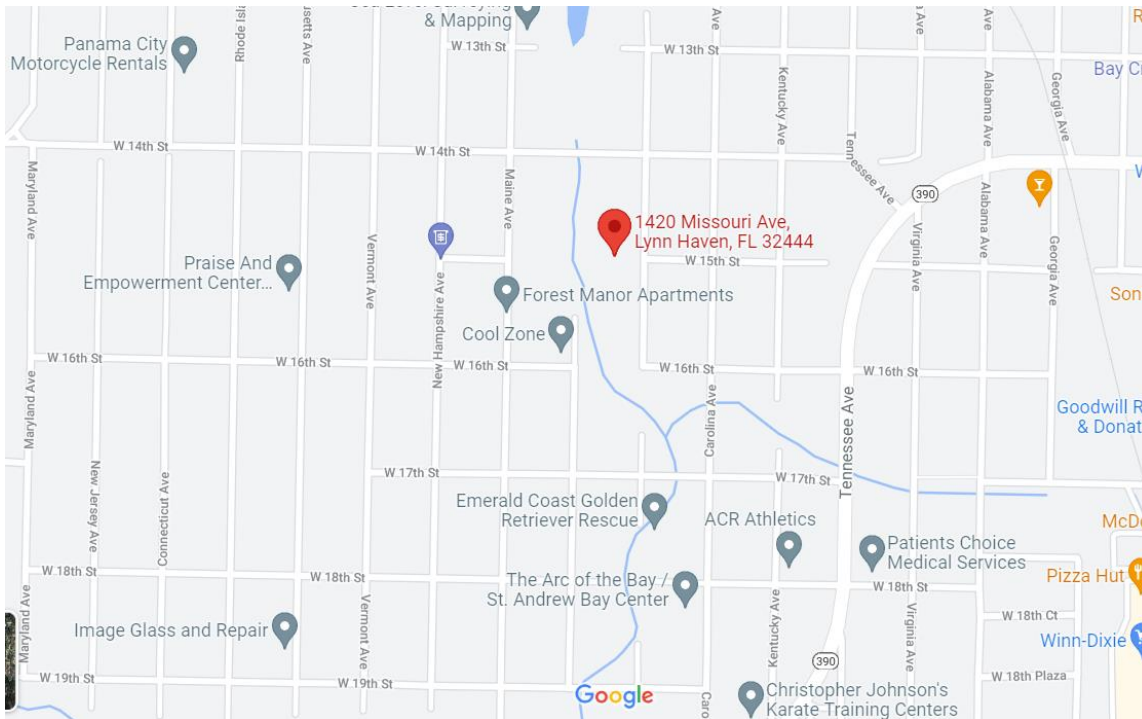 & Mapping
W 13th St
W 13th St
Panama City
Motorcycle Rentals
Rhode Isl
usetts Ave
Kentucky Ave
Alabama Ave
Georgia Ave
Ave
Bay C
W 14th St
W 14th St
W 14th St
Maryland Ave
Maine Ave
Tennessee Ave
390
1420 Missouri Ave,
Lynn Haven, FL 32444
Vermont Ave
New Hampshire Ave
Virginia Ave
Alabama Ave
Georgia Ave
W 15th St
Praise And
Empowerment Center...
Forest Manor Apartments
Son
Cool Zone
W 16th St
W 16th St
W 16th St
W 16th St
Maryland Ave
Carolina Ave
Tennessee Ave
Goodwill R
& Donat
New Jersey Ave
Connecticut Ave
W 17th St
W 17th St
Emerald Coast Golden
Retriever Rescue
ACR Athletics
McDo
Patients Choice
Medical Services
W 18th St
W 18th St
W 18th St
The Arc of the Bay /
St. Andrew Bay Center
Pizza Hut
Maryland Ave
Vermont Ave
Kentucky Ave
Virginia Ave
W 18th Ct
Image Glass and Repair
Winn-Dixie
390
W 18th Plaza
W 19th St
W 19th St
Google
Caro
Christopher Johnson's
Karate Training Centers